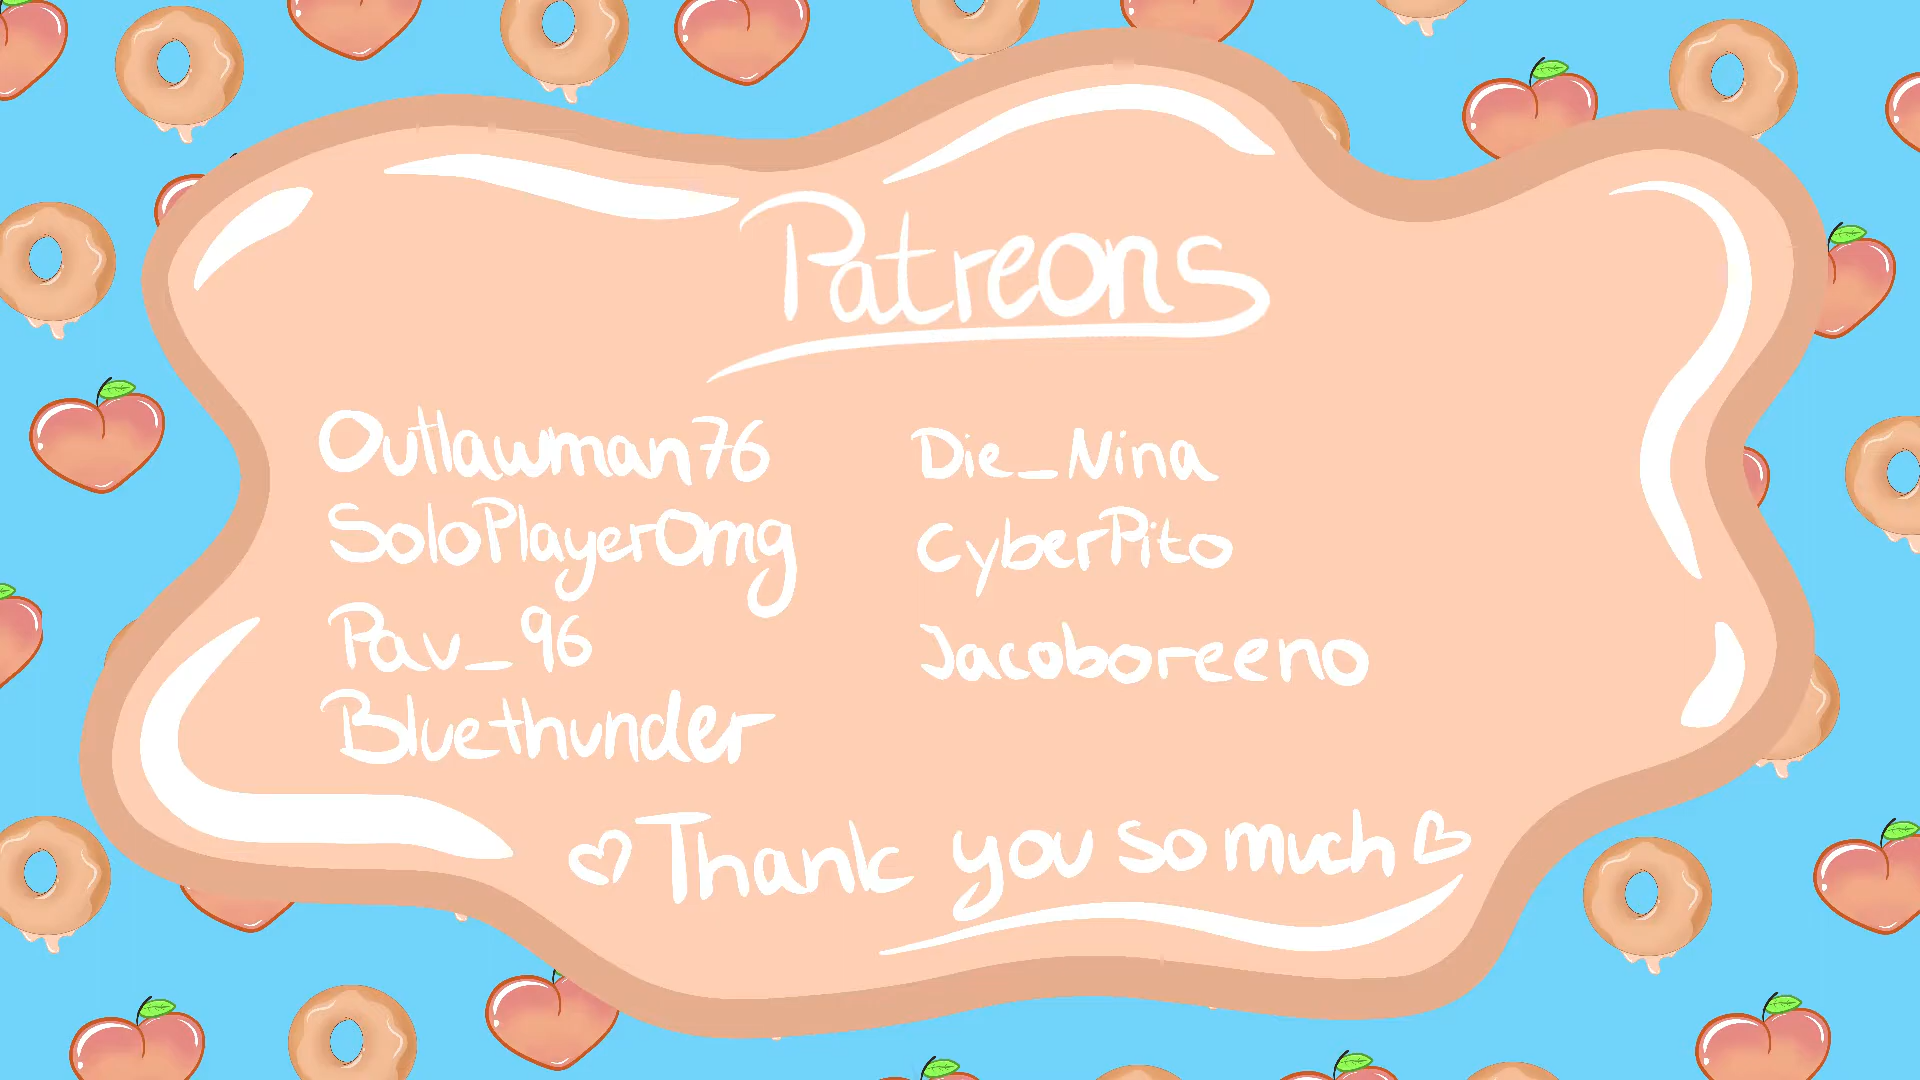 Patreons
Outlawman76
SoloPlayerOmg
Pav_96
Bluethunder
Die_Nina
CyberPito
Jacoboreeno
♡Thank you so much♡